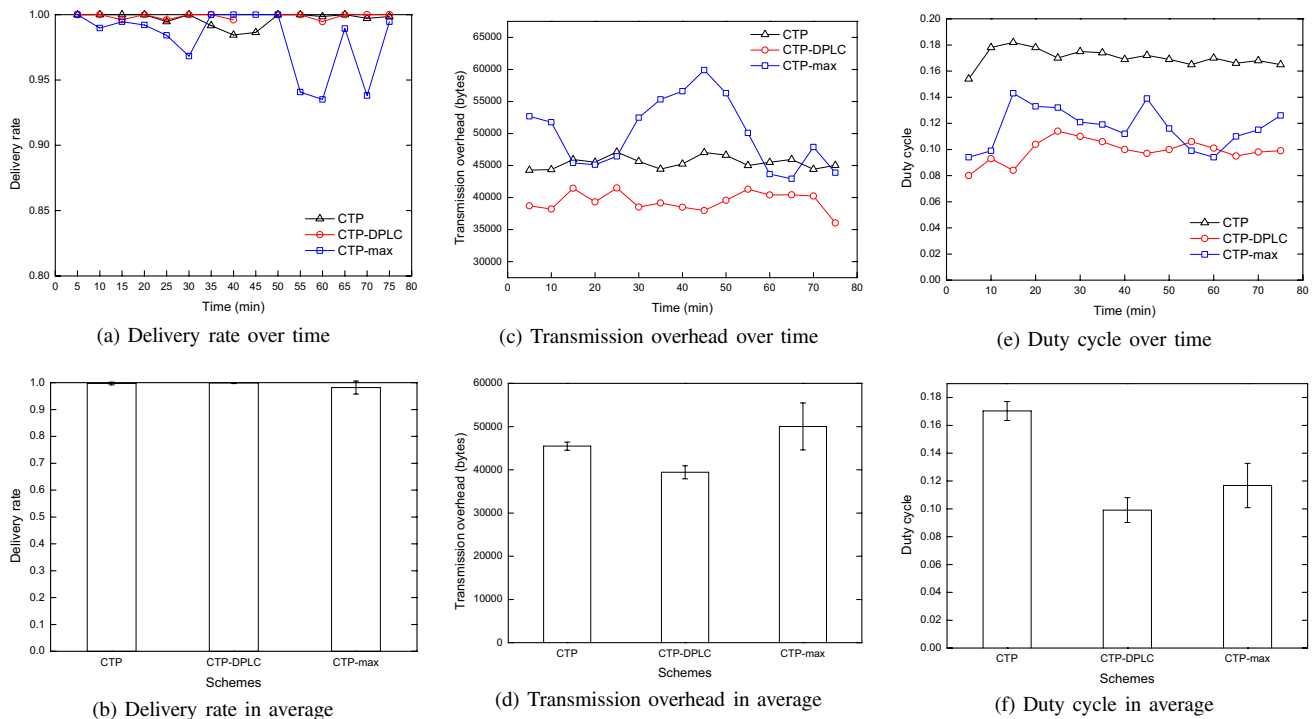 1.00
0.95
0.90
0.85
0.80
Delivery rate
CTP
CTP-DPLC
CTP-max
0 5 10 15 20 25 30 35 40 45 50 55 60 65 70 75 80
Time (min)
(a) Delivery rate over time
65000
60000
55000
50000
45000
40000
35000
30000
Transmission overhead (bytes)
CTP
CTP-DPLC
CTP-max
0 10 20 30 40 50 60 70 80
Time (min)
(c) Transmission overhead over time
0.20
0.18
0.16
0.14
0.12
0.10
0.08
0.06
0.04
0.02
0.00
Duty cycle
CTP
CTP-DPLC
CTP-max
0 10 20 30 40 50 60 70 80
Time (min)
(e) Duty cycle over time
1.0
0.9
0.8
0.7
0.6
0.5
0.4
0.3
0.2
0.1
0.0
Delivery rate
CTP CTP-DPLC CTP-max
Schemes
(b) Delivery rate in average
60000
50000
40000
30000
20000
10000
0
Transmission overhead (bytes)
CTP CTP-DPLC CTP-max
Schemes
(d) Transmission overhead in average
0.18
0.16
0.14
0.12
0.10
0.08
0.06
0.04
0.02
0.00
Duty cycle
CTP CTP-DPLC CTP-max
Schemes
(f) Duty cycle in average